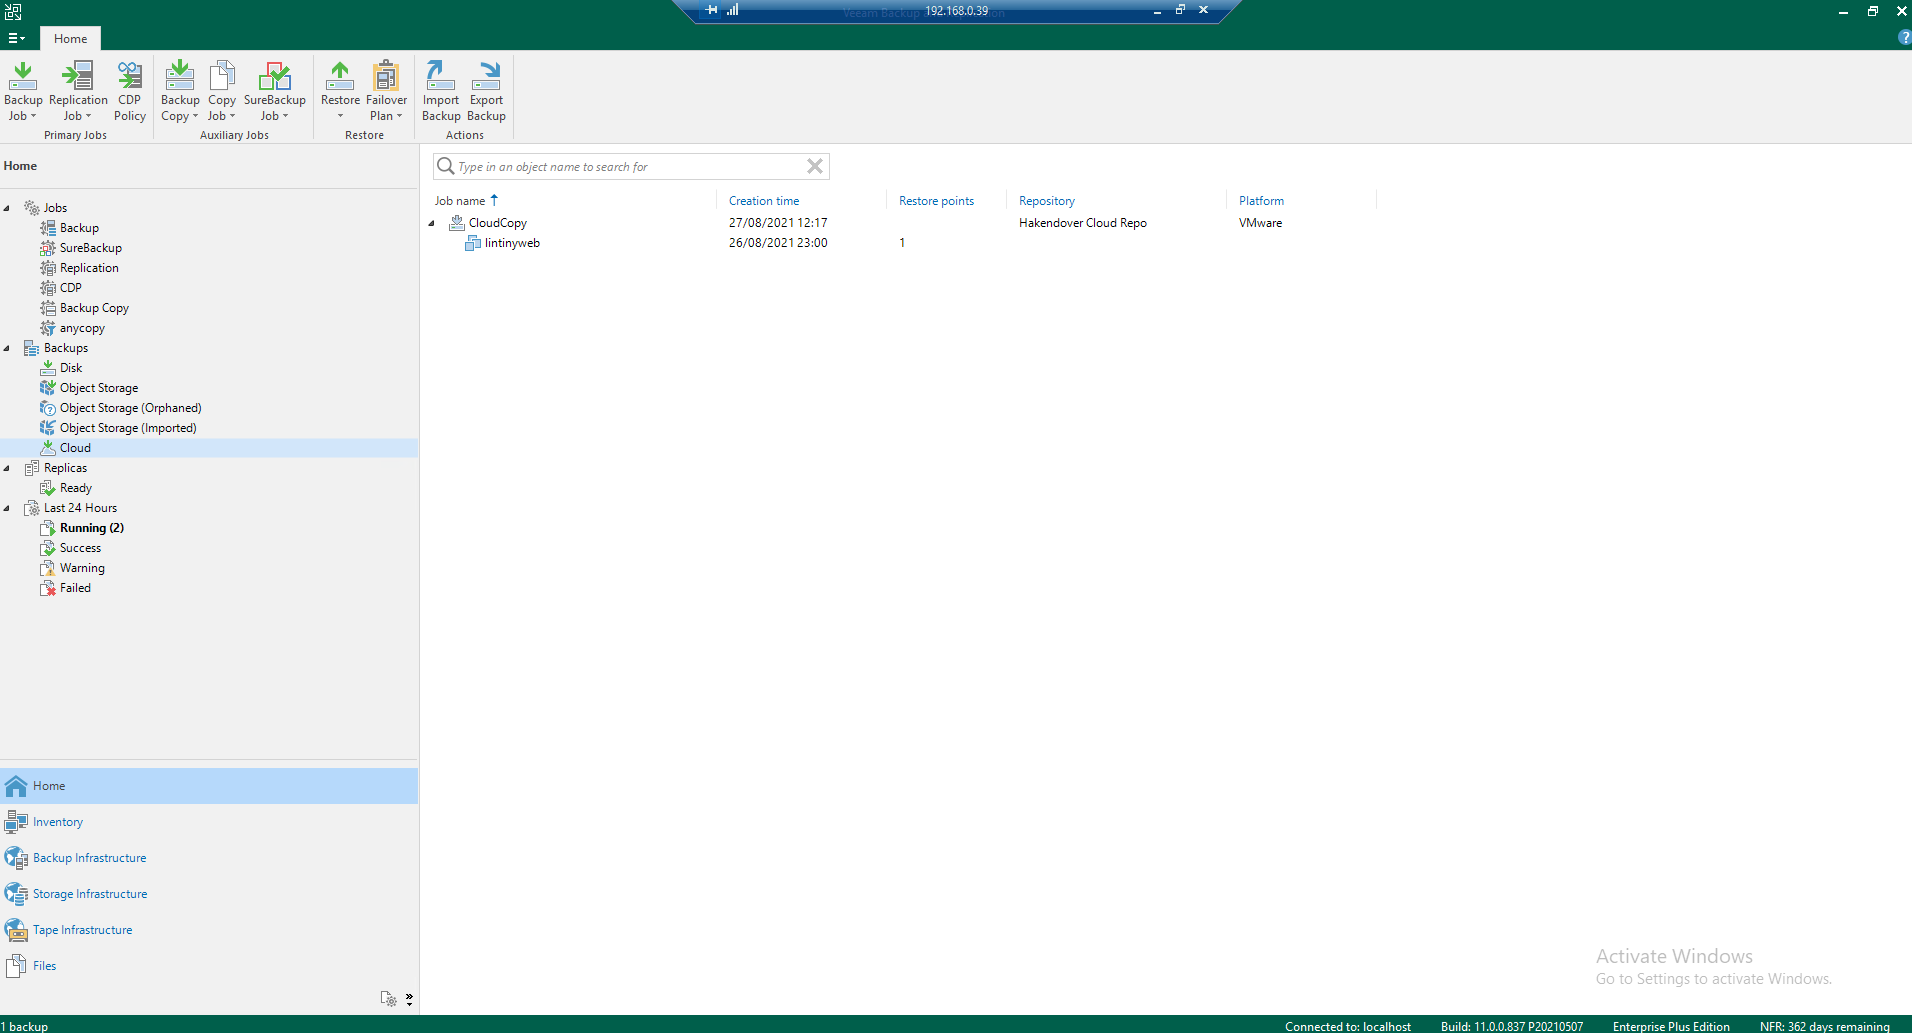 Veeam Backup and Replication
192.168.0.39
Home
?
Backup Job
Replication Job
CDP Policy
Primary Jobs
Backup Copy
Copy Job
SureBackup Job
Auxiliary Jobs
Restore
Failover Plan
Restore
Import Backup
Export Backup
Actions
Home
Jobs
Backup
SureBackup
Replication
CDP
Backup Copy
anycopy
Backups
Disk
Object Storage
Object Storage (Orphaned)
Object Storage (Imported)
Cloud
Replicas
Ready
Last 24 Hours
Running (2)
Success
Warning
Failed
Home
Inventory
Backup Infrastructure
Storage Infrastructure
Tape Infrastructure
Files
Type in an object name to search for
Job name Creation time Restore points Repository Platform
CloudCopy 27/08/2021 12:17 Hakendover Cloud Repo VMware
lintinyweb 26/08/2021 23:00 1
Activate Windows
Go to Settings to activate Windows.
1 backup
Connected to: localhost Build: 11.0.0.837 P20210507 Enterprise Plus Edition NFR: 362 days remaining